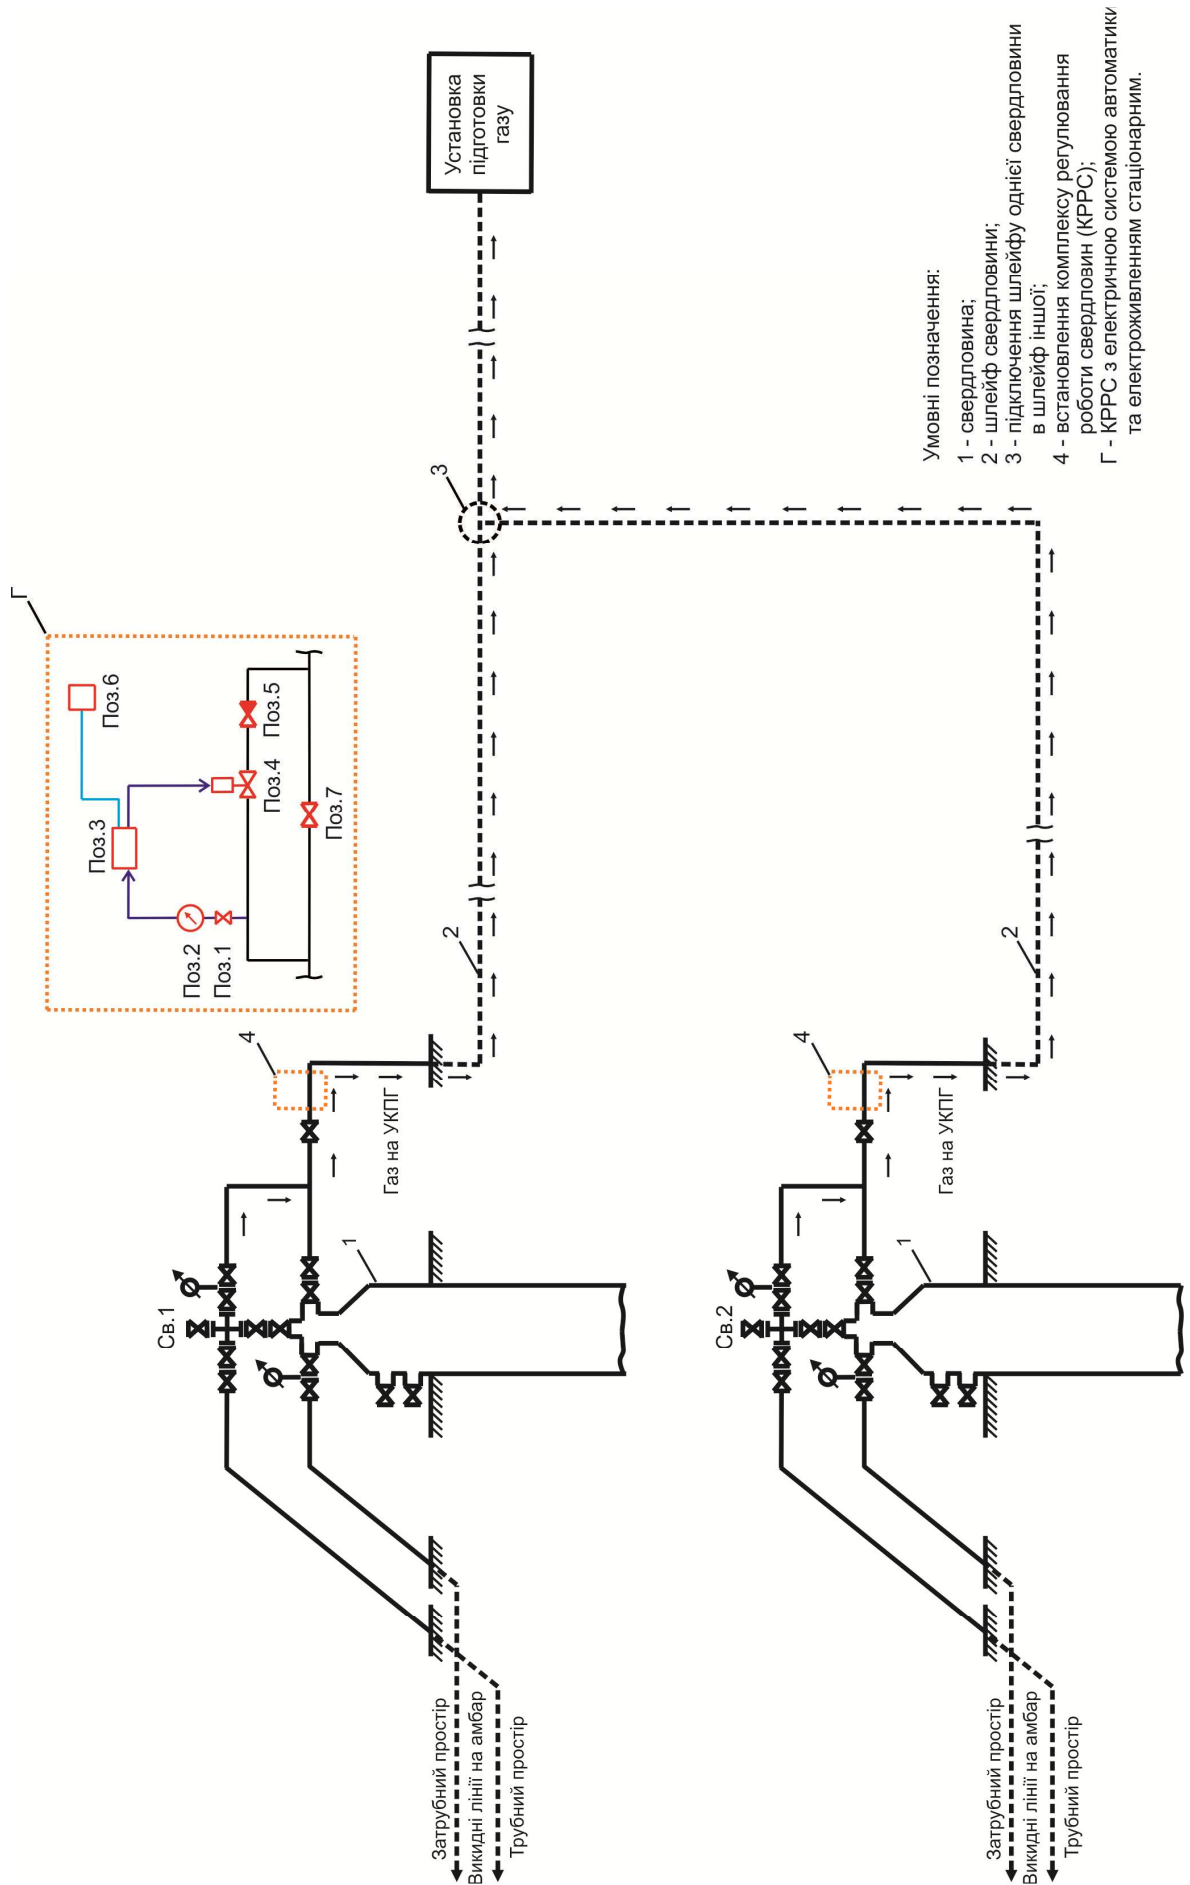 Г
Поз.6
Поз.3
Поз.2
Поз.1
Поз.4
Поз.5
Поз.7
Установка
підготовки
газу
3
4
2
Св.1
1
Газ на УКПГ
Затрубний простір
Викидні лінії на амбар
Трубний простір
4
2
Св.2
1
Газ на УКПГ
Затрубний простір
Викидні лінії на амбар
Трубний простір
Умовні позначення:
1 - свердловина;
2 - шлейф свердловини;
3 - підключення шлейфу однієї свердловини
в шлейф іншої;
4 - встановлення комплексу регулювання
роботи свердловин (КРРС);
Г - КРРС з електричною системою автоматики
та електроживленням стаціонарним.